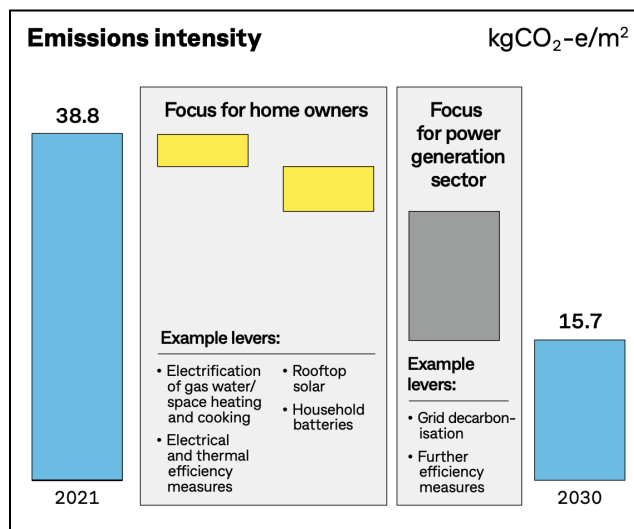 Emissions intensity
kgCO₂-e/m²
38.8
2021
Focus for home owners
Example levers:
• Electrification
of gas water/
space heating
and cooking
• Electrical
and thermal
efficiency
measures
• Rooftop
solar
• Household
batteries
Focus
for power
generation
sector
Example
levers:
• Grid decarbon-
isation
• Further
efficiency
measures
15.7
2030